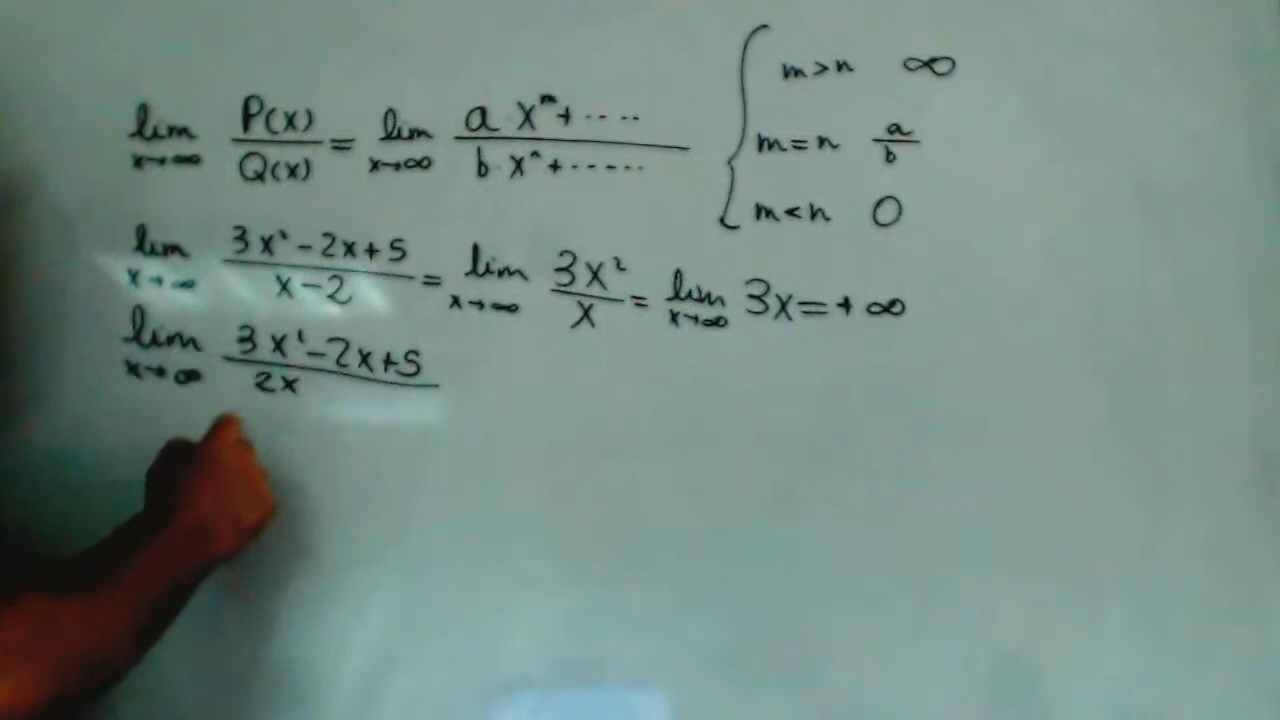 lim x→∞ P(x)/Q(x) = lim x→∞ (a x^m + ....)/(b x^n + ......) { m>n ∞
m=n a/b
m<n 0
lim x→∞ (3x² - 2x + 5)/(x - 2) = lim x→∞ 3x²/x = lim x→∞ 3x = +∞
lim x→∞ (3x² - 2x + 5)/(2x